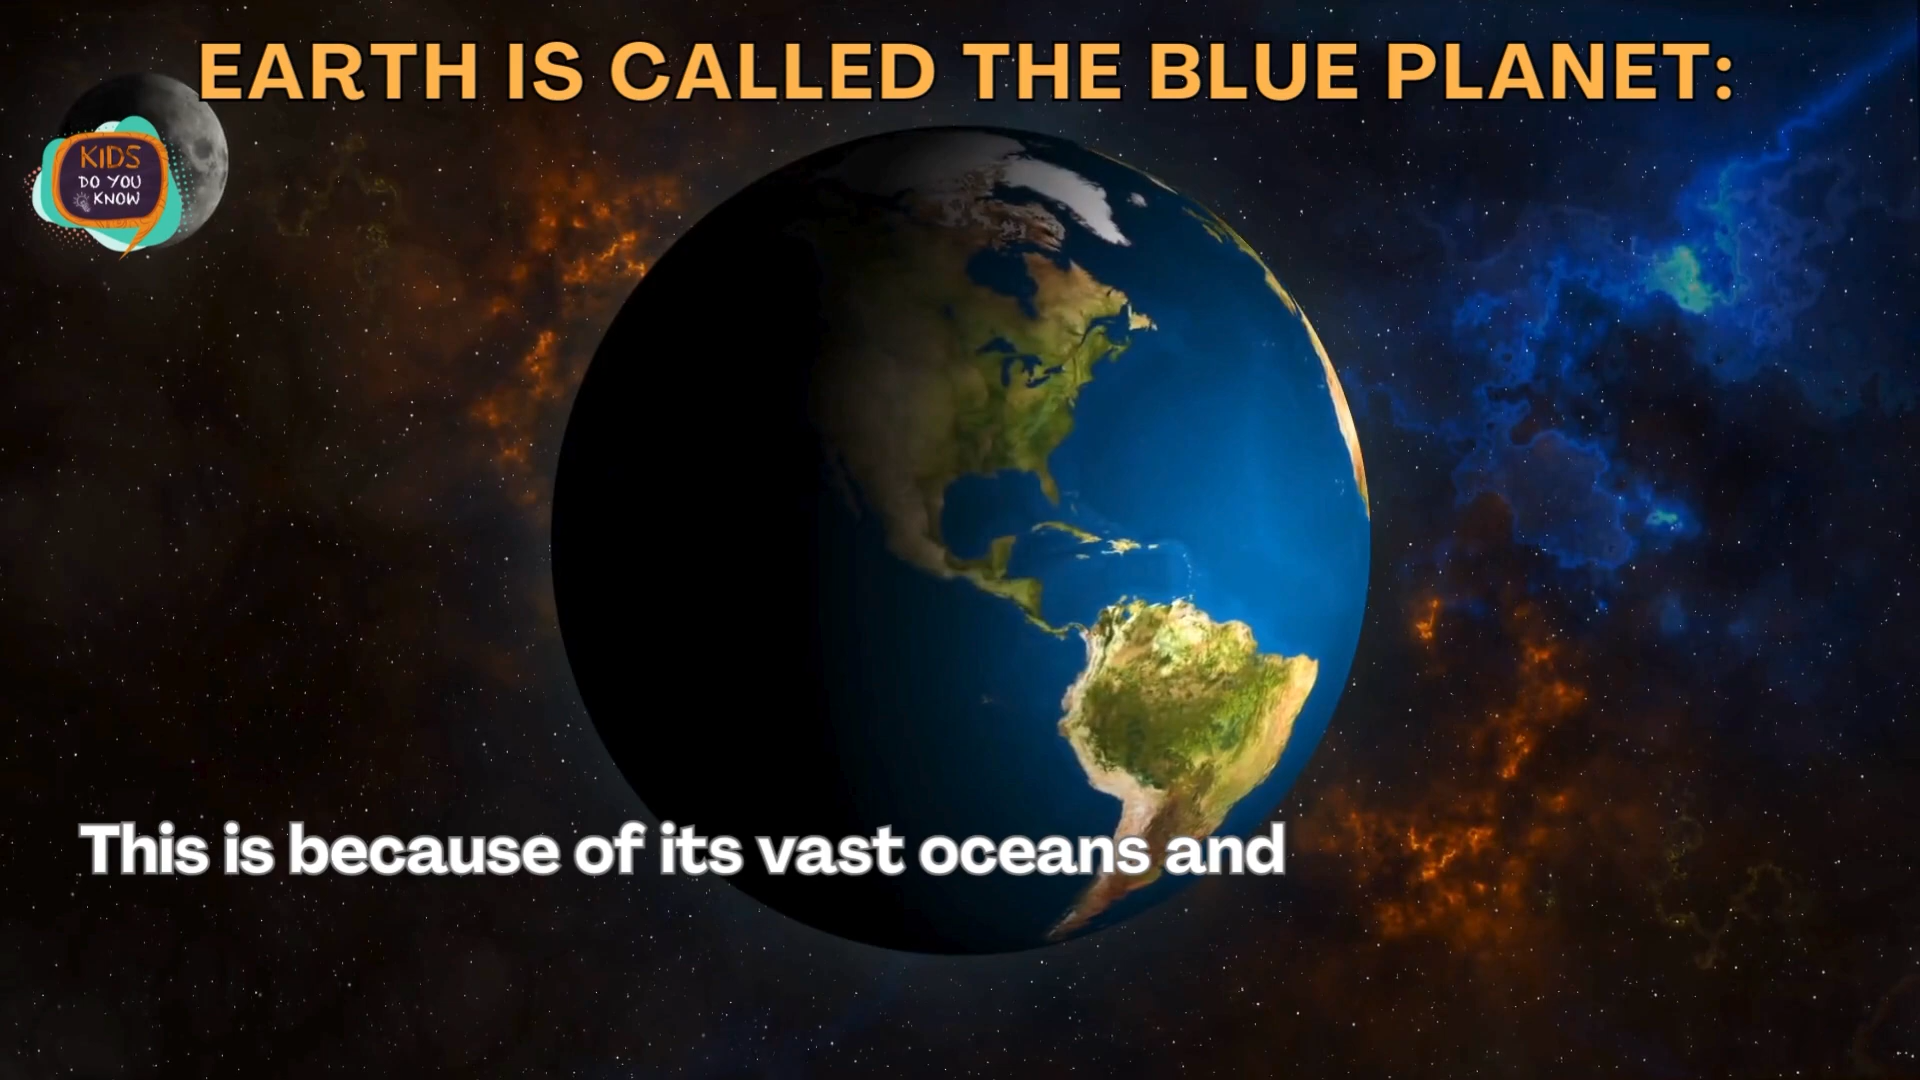 EARTH IS CALLED THE BLUE PLANET:
KIDS
DO YOU
KNOW
This is because of its vast oceans and